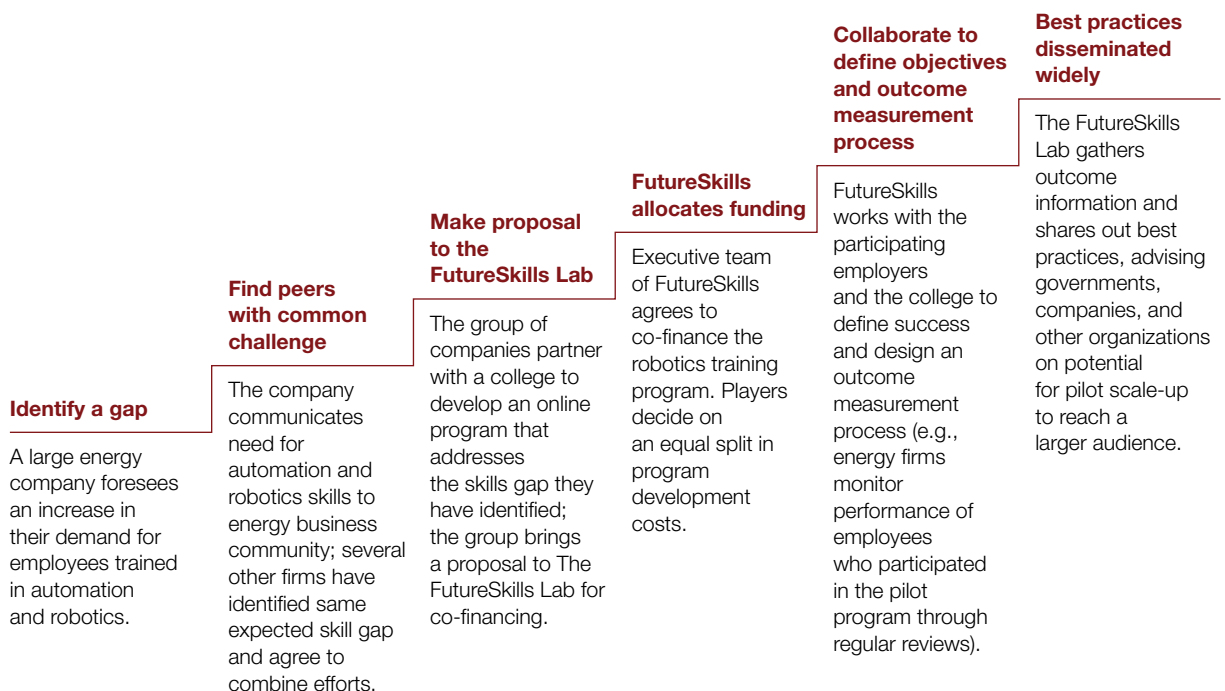 Identify a gap
A large energy
company foresees
an increase in
their demand for
employees trained
in automation
and robotics.
Find peers
with common
challenge
The company
communicates
need for
automation and
robotics skills to
energy business
community; several
other firms have
identified same
expected skill gap
and agree to
combine efforts.
Make proposal
to the
FutureSkills Lab
The group of
companies partner
with a college to
develop an online
program that
addresses
the skills gap they
have identified;
the group brings
a proposal to The
FutureSkills Lab for
co-financing.
FutureSkills
allocates funding
Executive team
of FutureSkills
agrees to
co-finance the
robotics training
program. Players
decide on
an equal split in
program
development
costs.
Collaborate to
define objectives
and outcome
measurement
process
FutureSkills
works with the
participating
employers
and the college to
define success
and design an
outcome
measurement
process (e.g.,
energy firms
monitor
performance of
employees
who participated
in the pilot
program through
regular reviews).
Best practices
disseminated
widely
The FutureSkills
Lab gathers
outcome
information and
shares out best
practices, advising
governments,
companies, and
other organizations
on potential
for pilot scale-up
to reach a
larger audience.